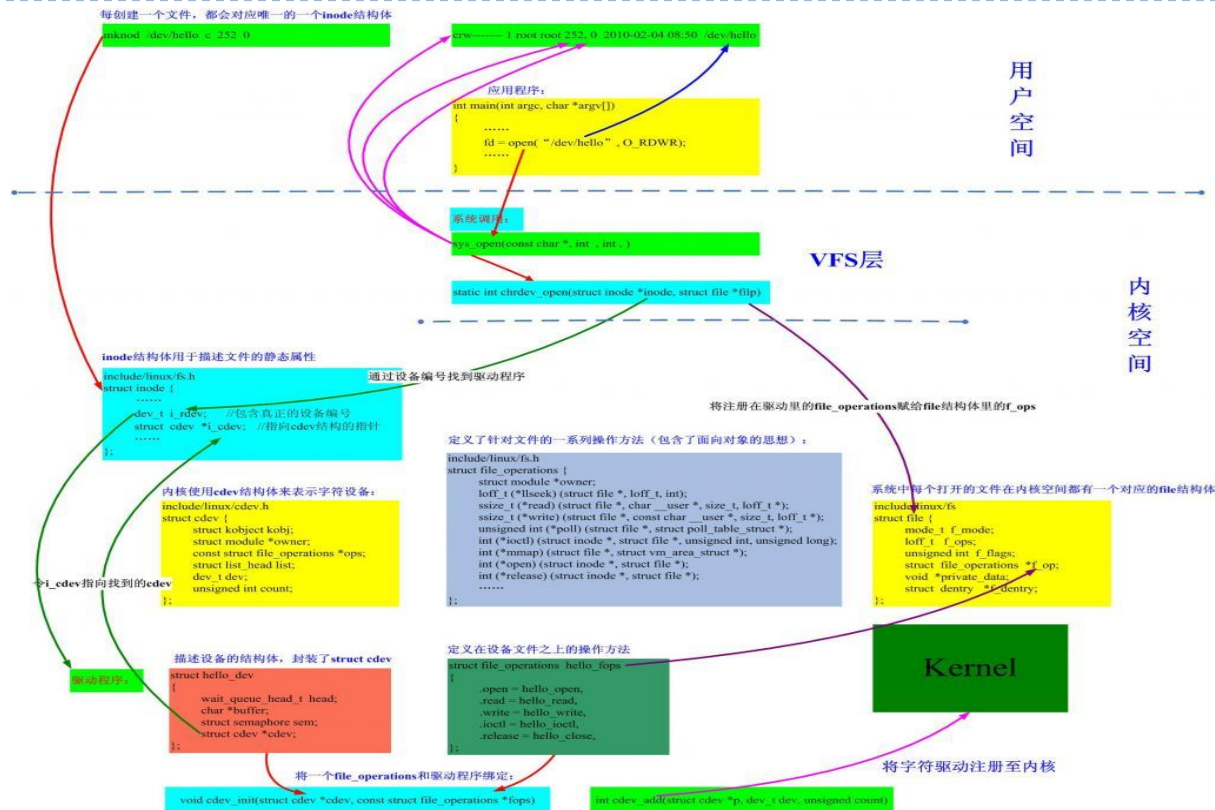 每创建一个文件，都会对应唯一的一个inode结构体
mknod /dev/hello c 252 0
crw------- 1 root root 252, 0 2010-02-04 08:50 /dev/hello
用户空间
应用程序：
int main(int argc, char *argv[])
{
……
fd = open(“/dev/hello”, O_RDWR);
……
}
系统调用：
sys_open(const char *, int , int , )
VFS层
static int chrdev_open(struct inode *inode, struct file *filp)
内核空间
inode结构体用于描述文件的静态属性
include/linux/fs.h
struct inode {
……
dev_t i_rdev; //包含真正的设备编号
struct cdev *i_cdev; //指向cdev结构的指针
……
};
通过设备编号找到驱动程序
将注册在驱动里的file_operations赋给file结构体里的f_ops
内核使用cdev结构体来表示字符设备：
include/linux/cdev.h
struct cdev {
struct kobject kobj;
struct module *owner;
const struct file_operations *ops;
struct list_head list;
dev_t dev;
unsigned int count;
};
令i_cdev指向找到的cdev
定义了针对文件的一系列操作方法（包含了面向对象的思想）：
include/linux/fs.h
struct file_operations {
struct module *owner;
loff_t (*llseek) (struct file *, loff_t, int);
ssize_t (*read) (struct file *, char __user *, size_t, loff_t *);
ssize_t (*write) (struct file *, const char __user *, size_t, loff_t *);
unsigned int (*poll) (struct file *, struct poll_table_struct *);
int (*ioctl) (struct inode *, struct file *, unsigned int, unsigned long);
int (*mmap) (struct file *, struct vm_area_struct *);
int (*open) (struct inode *, struct file *);
int (*release) (struct inode *, struct file *);
……
};
系统中每个打开的文件在内核空间都有一个对应的file结构体
include/linux/fs
struct file {
mode_t f_mode;
loff_t f_ops;
unsigned int f_flags;
struct file_operations *f_op;
void *private_data;
struct dentry *f_dentry;
};
驱动程序：
描述设备的结构体，封装了struct cdev
struct hello_dev
{
wait_queue_head_t head;
char *buffer;
struct semaphore sem;
struct cdev *cdev;
};
定义在设备文件之上的操作方法
struct file_operations hello_fops
{
.open = hello_open,
.read = hello_read,
.write = hello_write,
.ioctl = hello_ioctl,
.release = hello_close,
};
Kernel
将一个file_operations和驱动程序绑定：
void cdev_init(struct cdev *cdev, const struct file_operations *fops)
将字符驱动注册至内核
int cdev_add(struct cdev *p, dev_t dev, unsigned count)